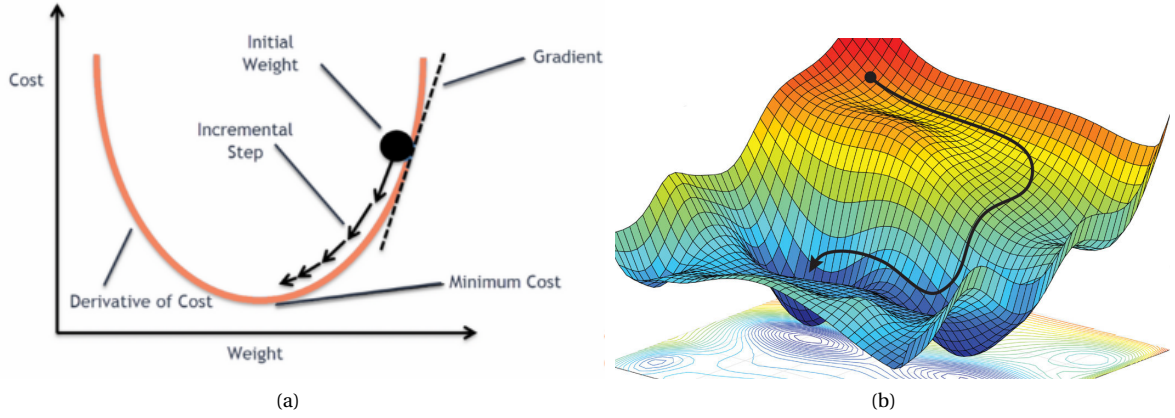 Cost
Initial
Weight
Gradient
Incremental
Step
Derivative of Cost
Minimum Cost
Weight
(a)
(b)